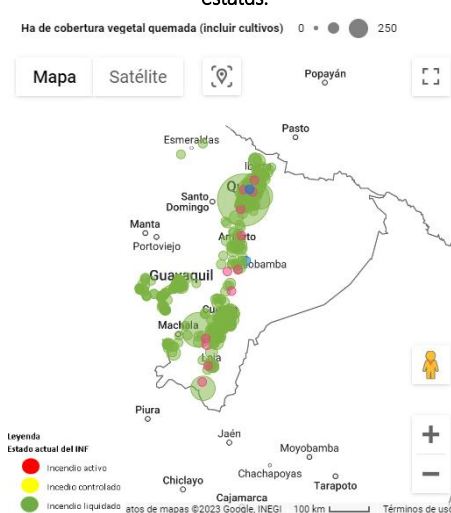 estatus.
Ha de cobertura vegetal quemada (incluir cultivos) 0 250
Mapa Satélite
Popayán
Pasto
Esmeraldas
Santo
Domingo
Manta
Portoviejo
Guayaquil
Machala
Loja
Piura
Jaén
Moyobamba
Chachapoyas
Chiclayo
Tarapoto
Cajamarca
Leyenda
Estado actual del INF
Incendio activo
Incedio controlado
Incendio liquidado
atos de mapas ©2023 Google, INEGI 100 km Términos de uso